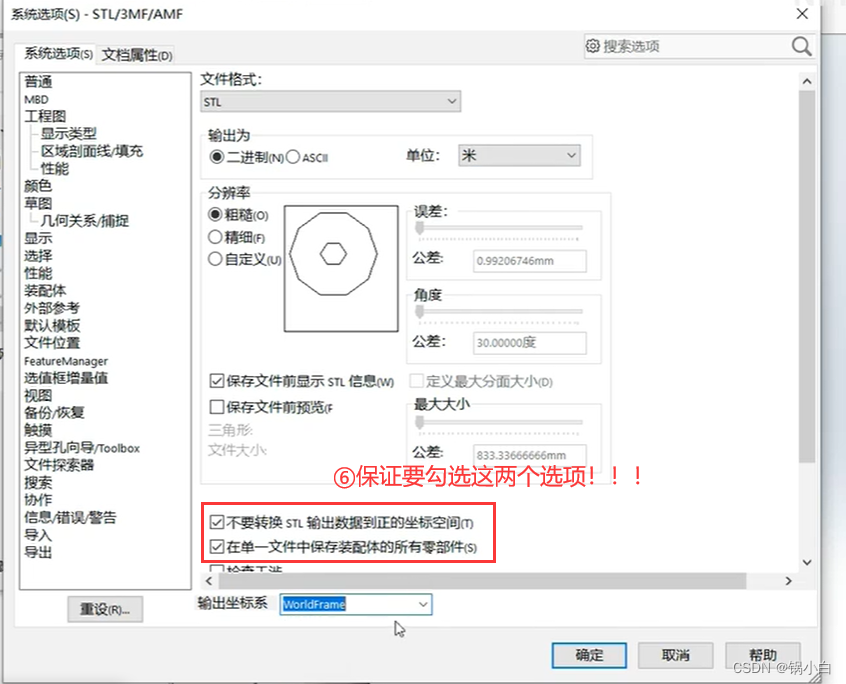 系统选项(S) - STL/3MF/AMF
系统选项(S) 文档属性(D)
搜索选项
普通
MBD
工程图
显示类型
区域剖面线/填充
性能
颜色
草图
几何关系/捕捉
显示
选择
性能
装配体
外部参考
默认模板
文件位置
FeatureManager
选值框增量值
视图
备份/恢复
触摸
异型孔向导/Toolbox
文件探索器
搜索
协作
信息/错误/警告
导入
导出
重设(R)...
文件格式:
STL
输出为
二进制(N) ASCII
单位: 米
分辨率
粗糙(O)
精细(F)
自定义(U)
误差:
公差: 0.99206746mm
角度
公差: 30.00000度
保存文件前显示 STL 信息(W)
定义最大分面大小(D)
保存文件前预览(F
最大大小
三角形:
文件大小:
公差: 833.33666666mm
⑥保证要勾选这两个选项！！！
不要转换 STL 输出数据到正的坐标空间(T)
在单一文件中保存装配体的所有零部件(S)
检查干涉
输出坐标系 WorldFrame
确定 取消 帮助
CSDN @锅小白